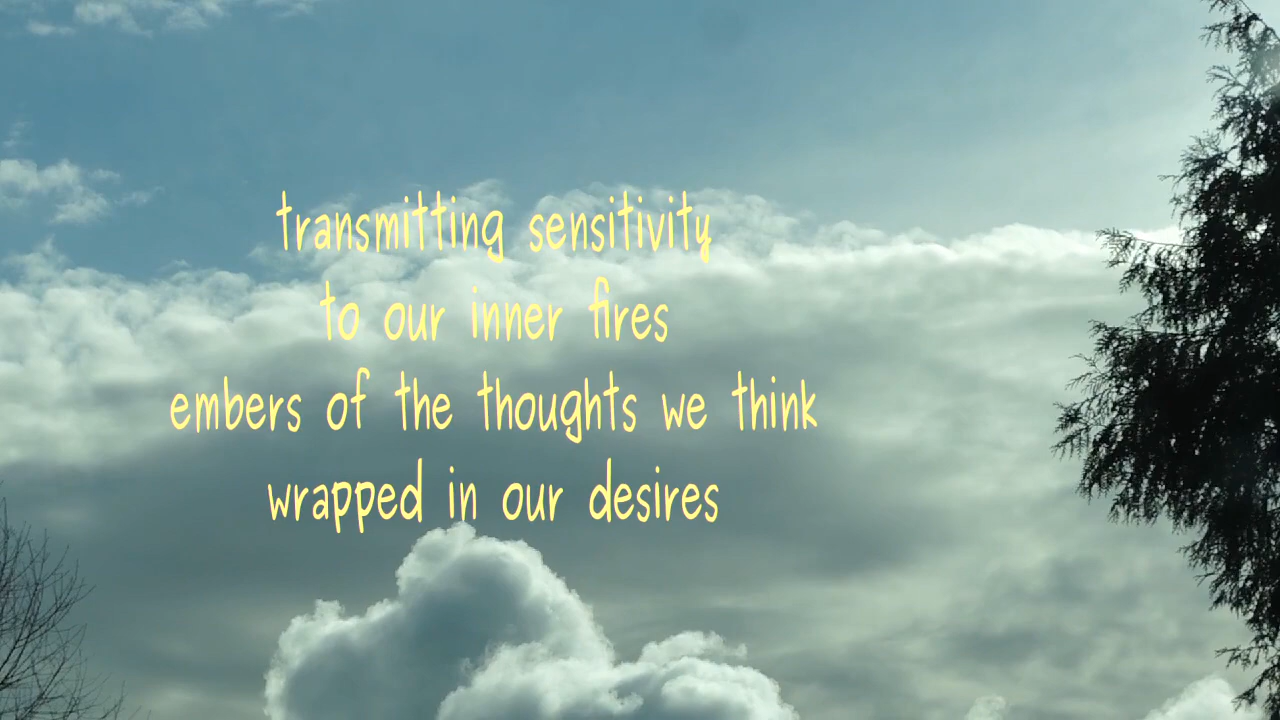 transmitting sensitivity
to our inner fires
embers of the thoughts we think
wrapped in our desires